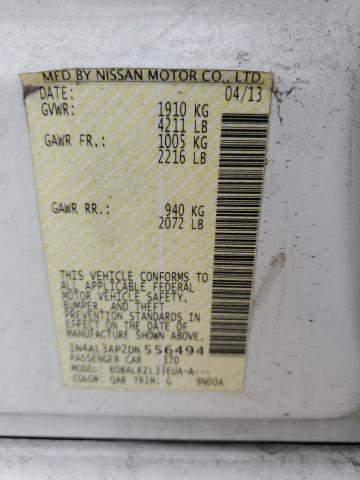 MFD BY NISSAN MOTOR CO., LTD.
DATE: 04/13
GVWR: 1910 KG
4211 LB
GAWR FR.: 1005 KG
2216 LB
GAWR RR.: 940 KG
2072 LB
THIS VEHICLE CONFORMS TO
ALL APPLICABLE FEDERAL
MOTOR VEHICLE SAFETY,
BUMPER, AND THEFT
PREVENTION STANDARDS IN
EFFECT ON THE DATE OF
MANUFACTURE SHOWN ABOVE.
1N4AL3AP2DN556494
PASSENGER CAR 370
MODEL: BDBALRZL33EUA-A---
COLOR: QAB TRIM: G 9N00A